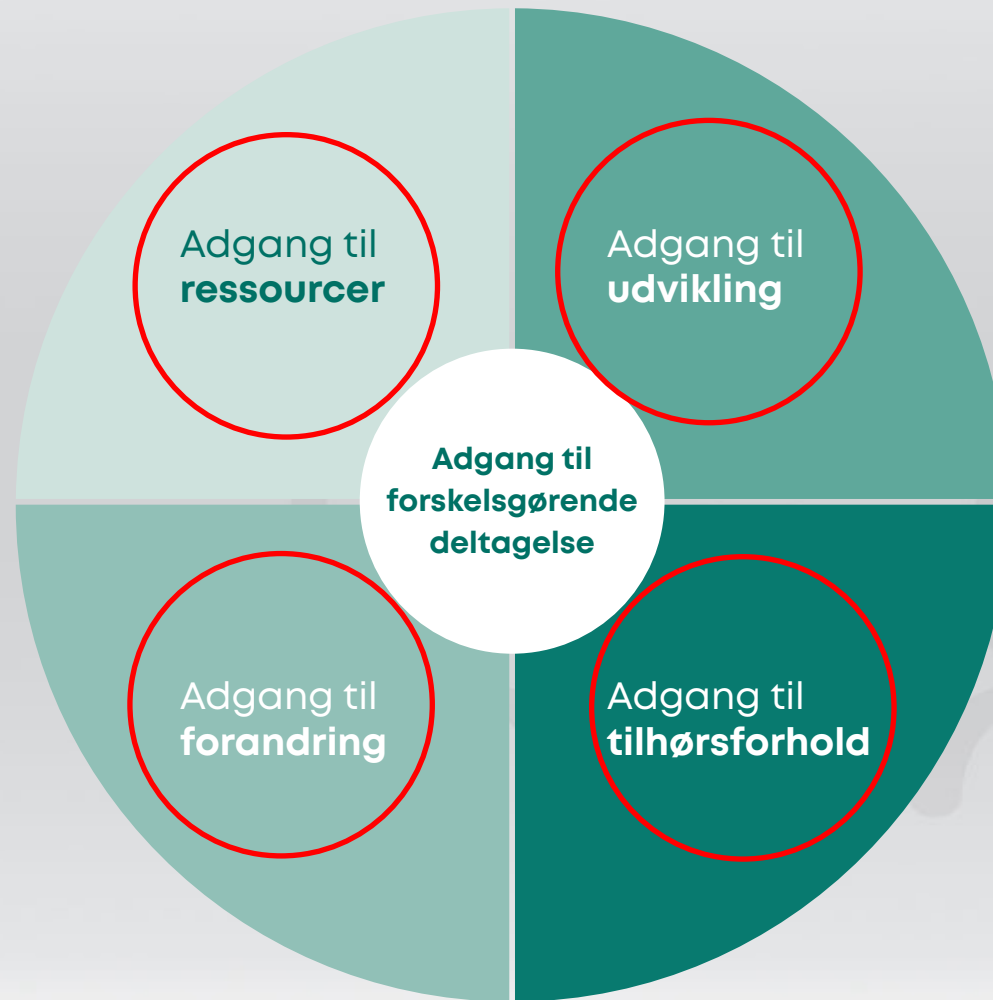 Adgang til
ressourcer
Adgang til
udvikling
Adgang til
forskelsgørende
deltagelse
Adgang til
forandring
Adgang til
tilhørsforhold